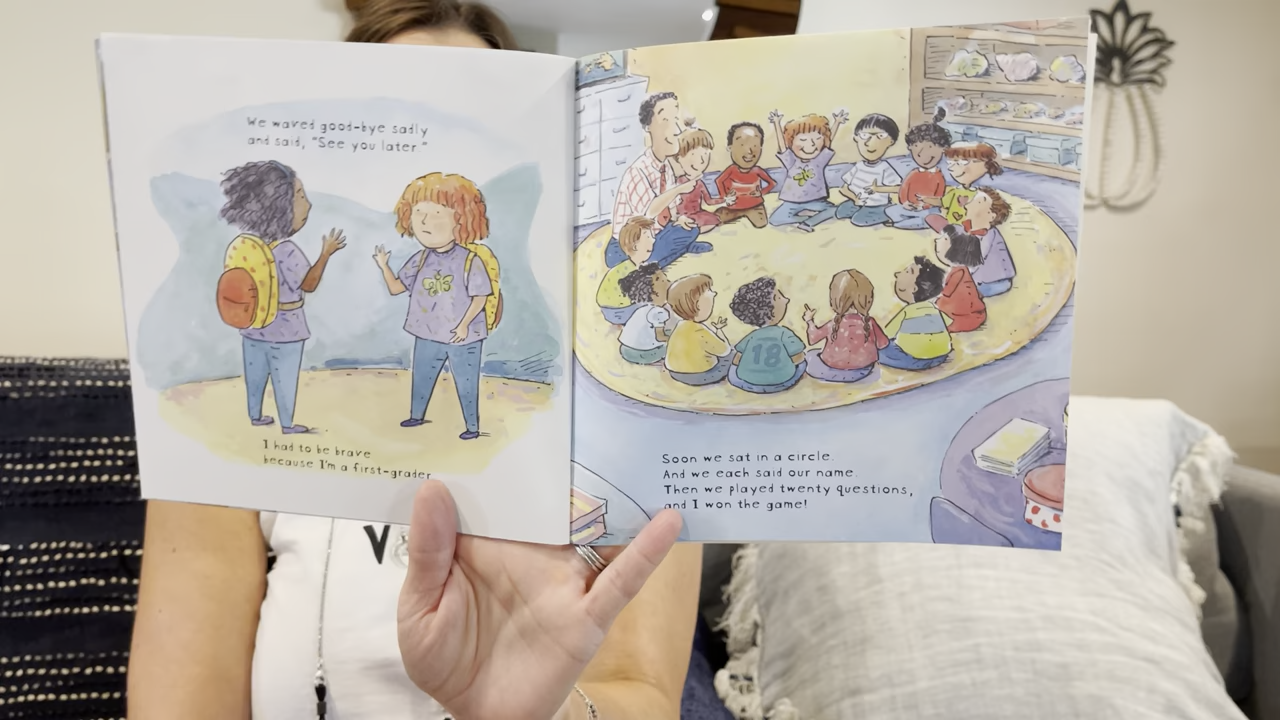 We waved good-bye sadly
and said, "See you later."
I had to be brave
because I'm a first-grader.
18
Soon we sat in a circle.
And we each said our name.
Then we played twenty questions,
and I won the game!
V